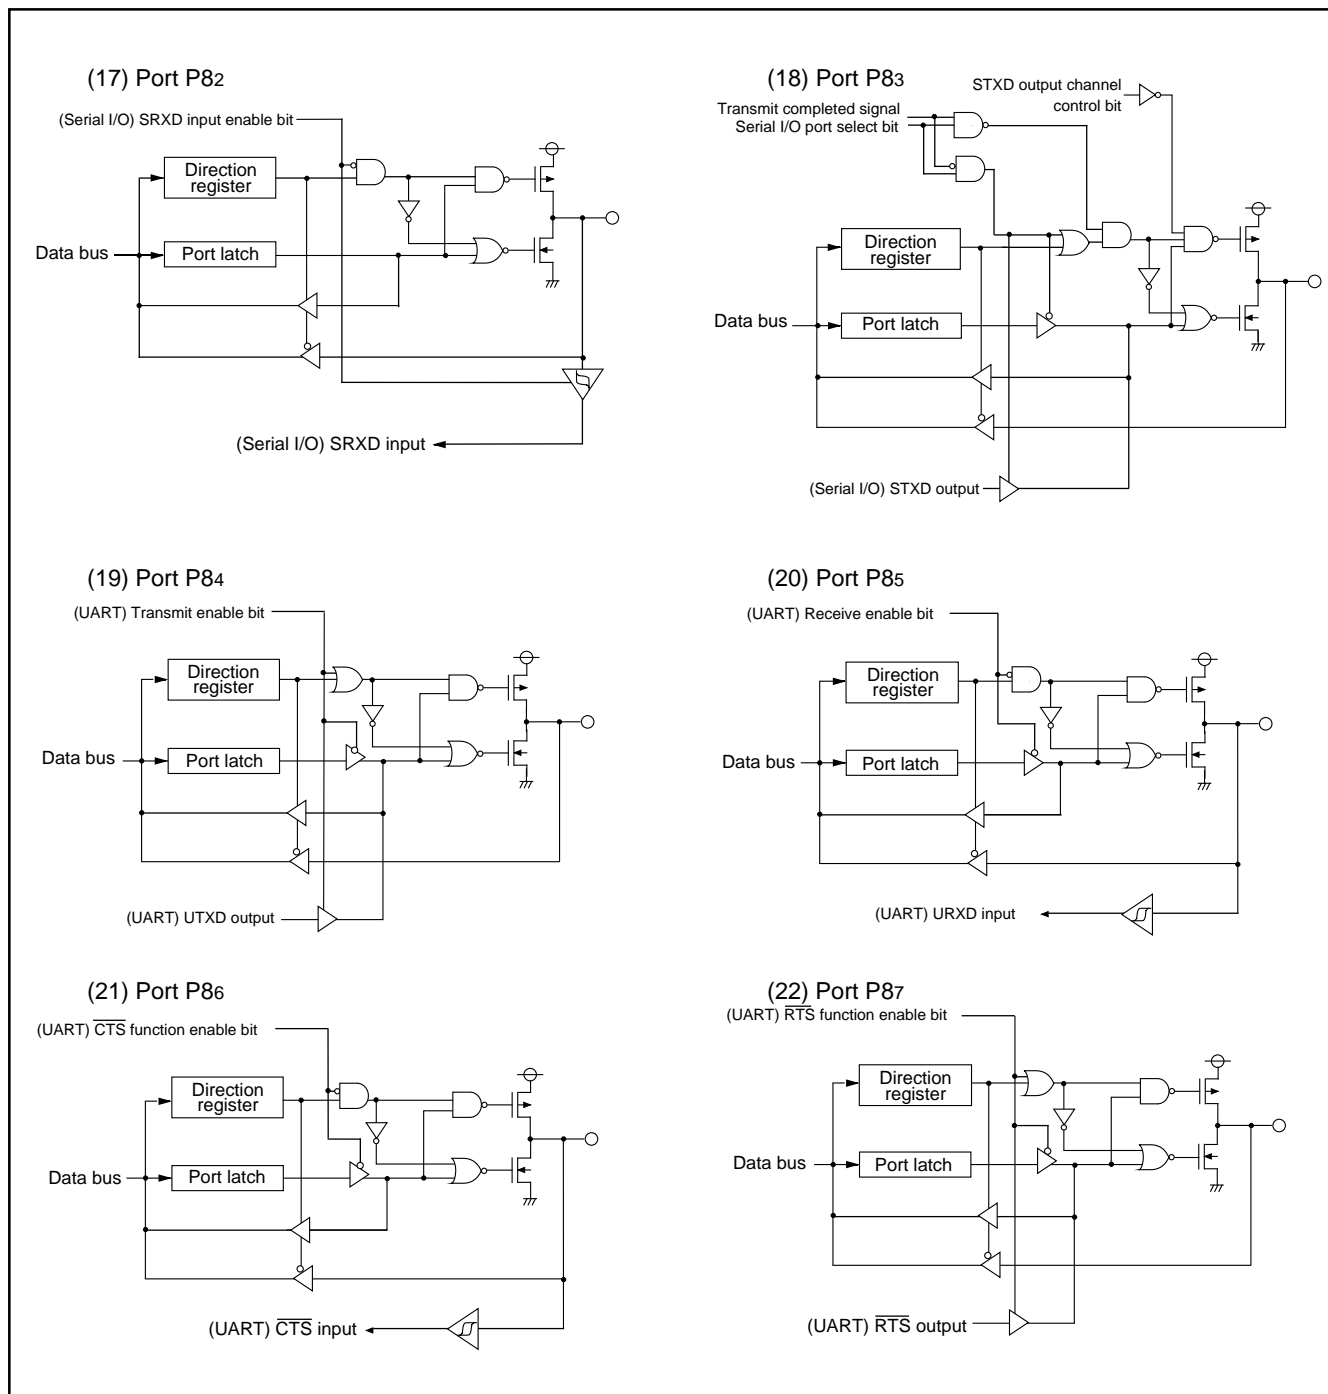 (17) Port P82
(Serial I/O) SRXD input enable bit
Direction
register
Data bus
Port latch
(Serial I/O) SRXD input
(18) Port P83
STXD output channel
control bit
Transmit completed signal
Serial I/O port select bit
Direction
register
Data bus
Port latch
(Serial I/O) STXD output
(19) Port P84
(UART) Transmit enable bit
Direction
register
Data bus
Port latch
(UART) UTXD output
(20) Port P85
(UART) Receive enable bit
Direction
register
Data bus
Port latch
(UART) URXD input
(21) Port P86
(UART) C̅T̅S̅ function enable bit
Direction
register
Data bus
Port latch
(UART) C̅T̅S̅ input
(22) Port P87
(UART) R̅T̅S̅ function enable bit
Direction
register
Data bus
Port latch
(UART) R̅T̅S̅ output